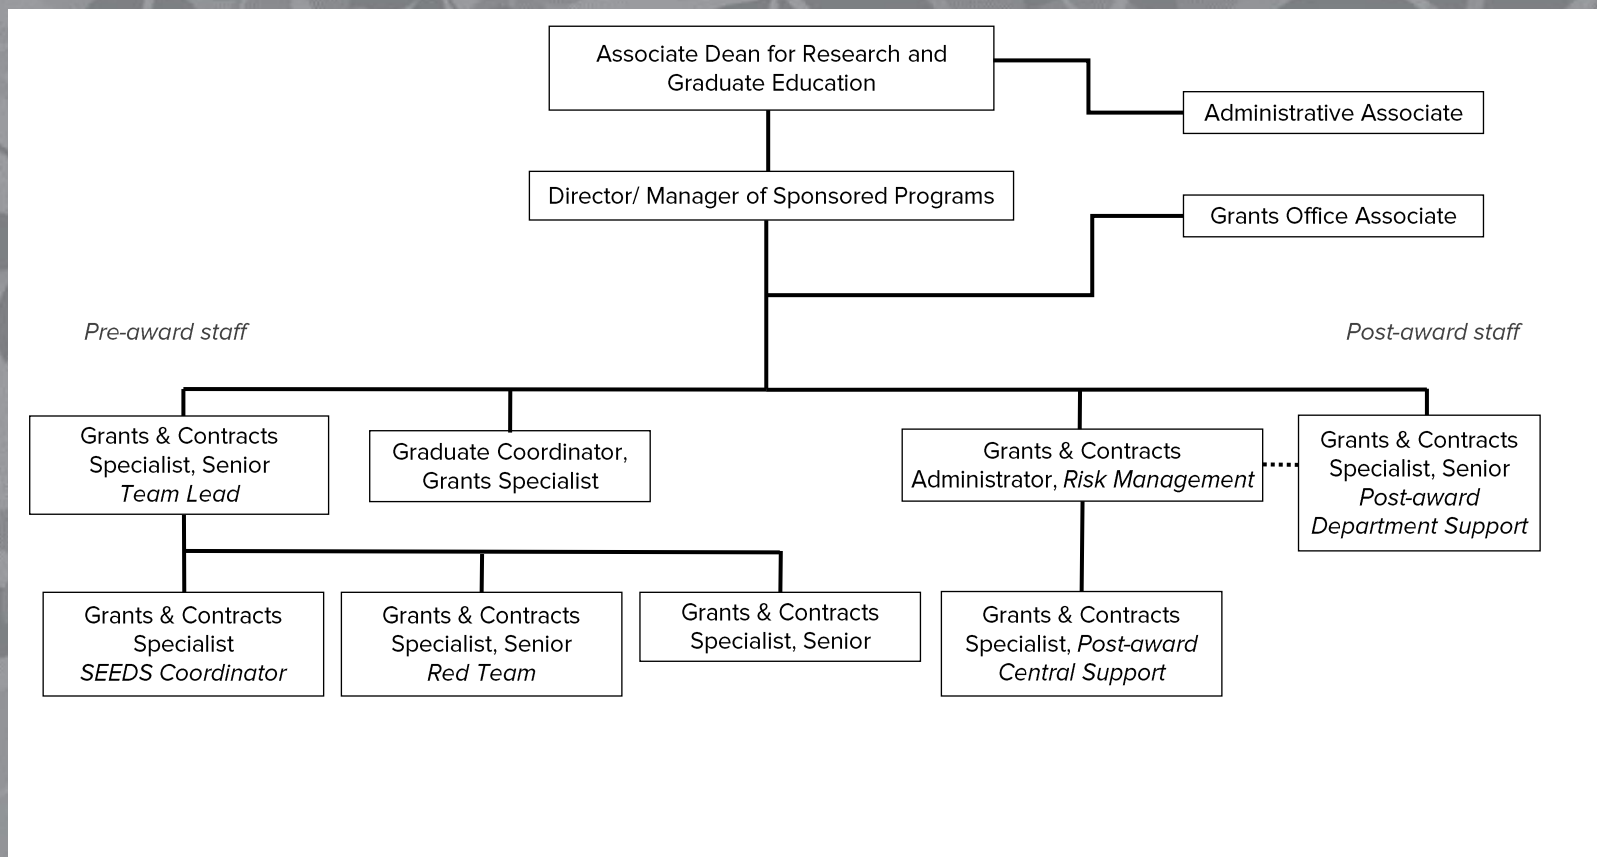 Associate Dean for Research and
Graduate Education
Administrative Associate
Director/ Manager of Sponsored Programs
Grants Office Associate
Pre-award staff
Post-award staff
Grants & Contracts
Specialist, Senior
Team Lead
Graduate Coordinator,
Grants Specialist
Grants & Contracts
Administrator, Risk Management
Grants & Contracts
Specialist, Senior
Post-award
Department Support
Grants & Contracts
Specialist
SEEDS Coordinator
Grants & Contracts
Specialist, Senior
Red Team
Grants & Contracts
Specialist, Senior
Grants & Contracts
Specialist, Post-award
Central Support